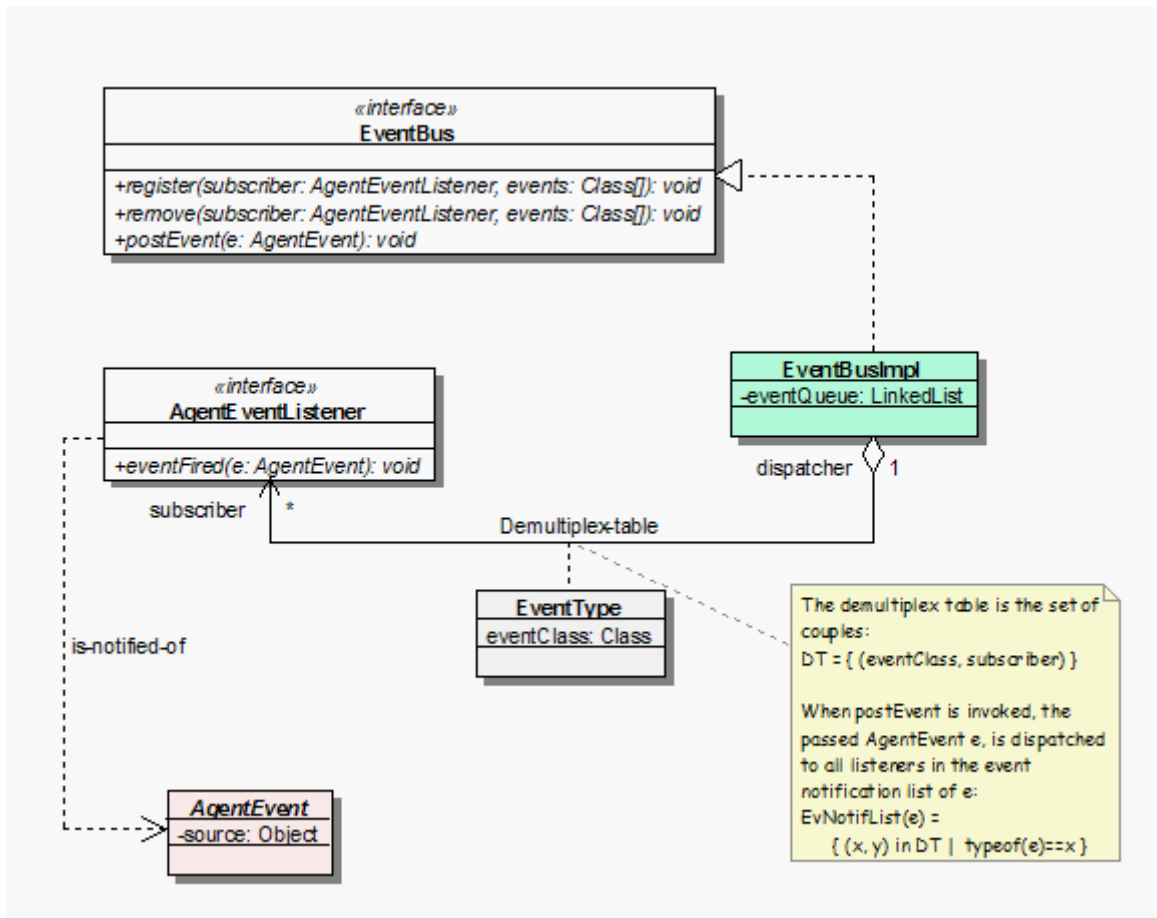 «interface»
EventBus
+register(subscriber: AgentEventListener, events: Class[]): void
+remove(subscriber: AgentEventListener, events: Class[]): void
+postEvent(e: AgentEvent): void
«interface»
AgentEventListener
+eventFired(e: AgentEvent): void
EventBusImpl
-eventQueue: LinkedList
dispatcher 1
subscriber *
Demultiplex-table
EventType
eventClass: Class
is-notified-of
AgentEvent
-source: Object
The demultiplex table is the set of
couples:
DT = { (eventClass, subscriber) }
When postEvent is invoked, the
passed AgentEvent e, is dispatched
to all listeners in the event
notification list of e:
EvNotifList(e) =
{ (x, y) in DT | typeof(e)==x }